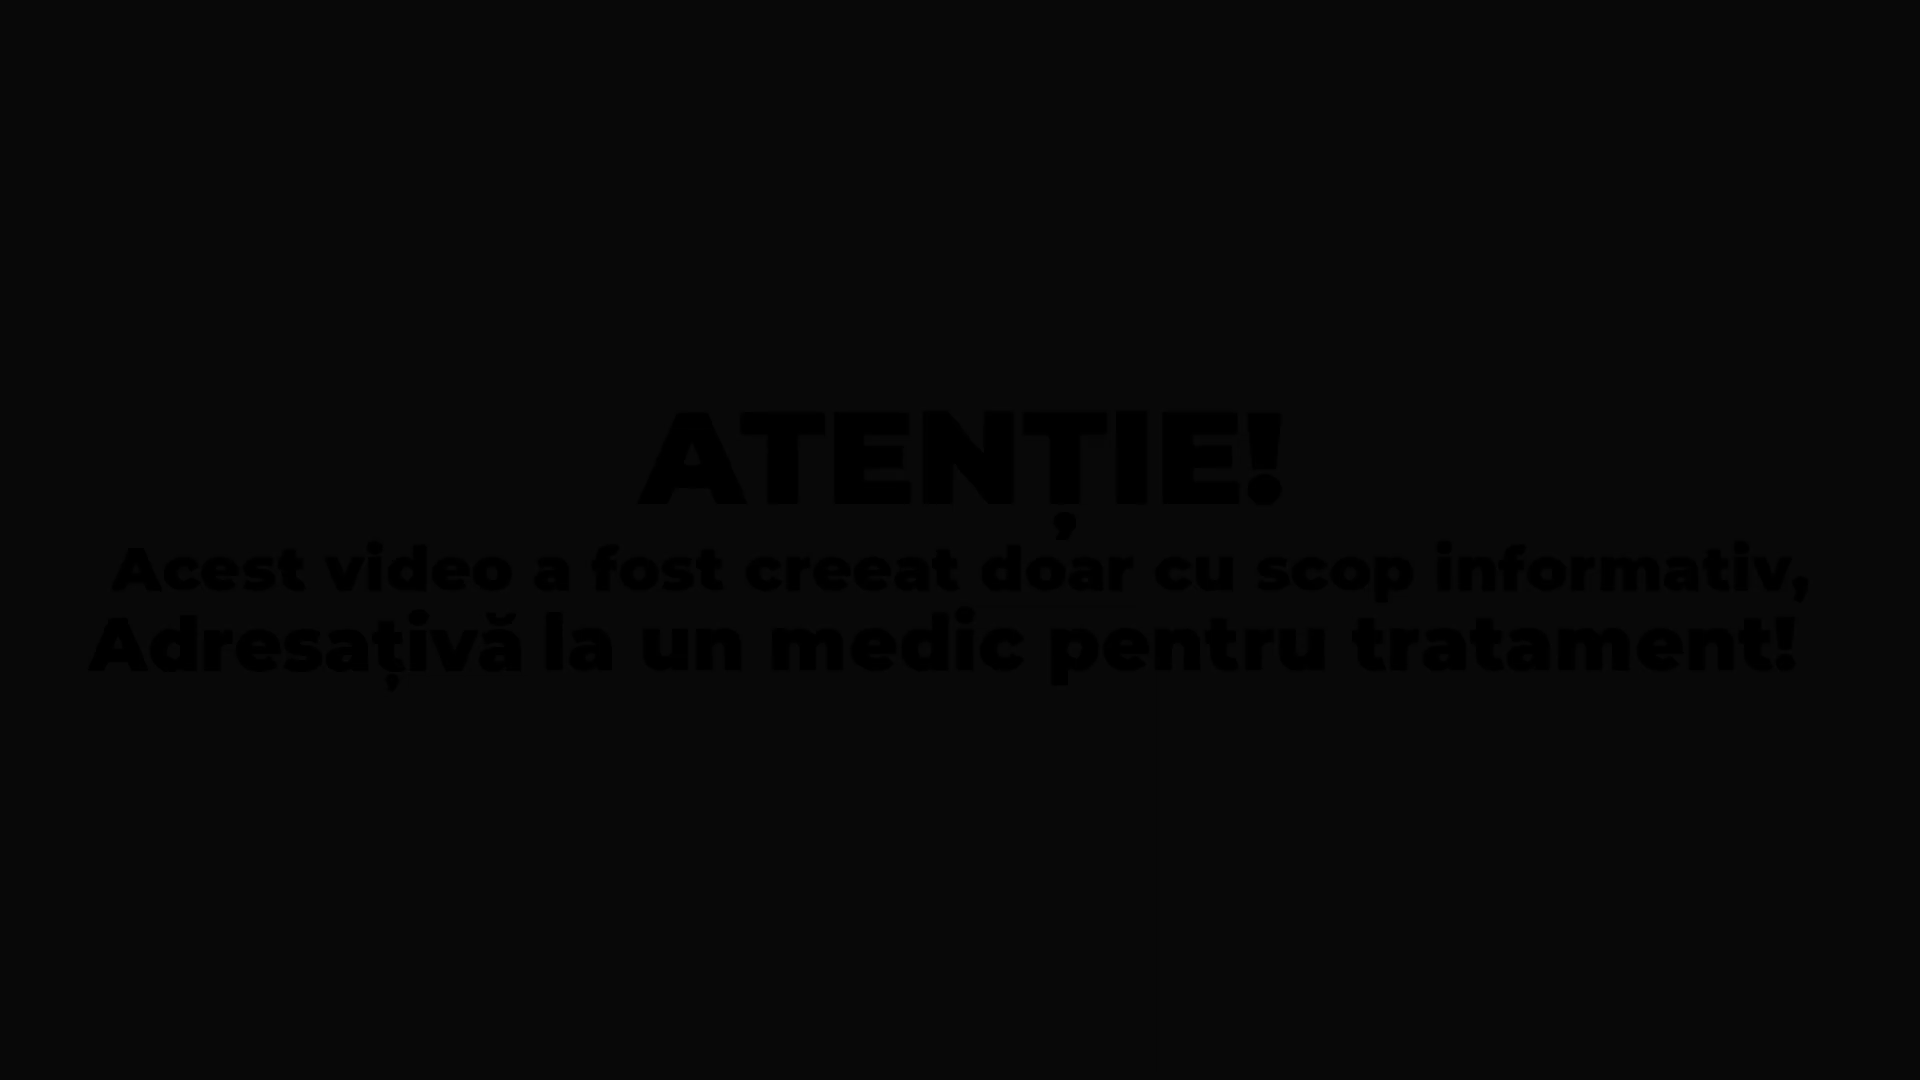 ATENȚIE!
Acest video a fost creeat doar cu scop informativ,
Adresațivă la un medic pentru tratament!